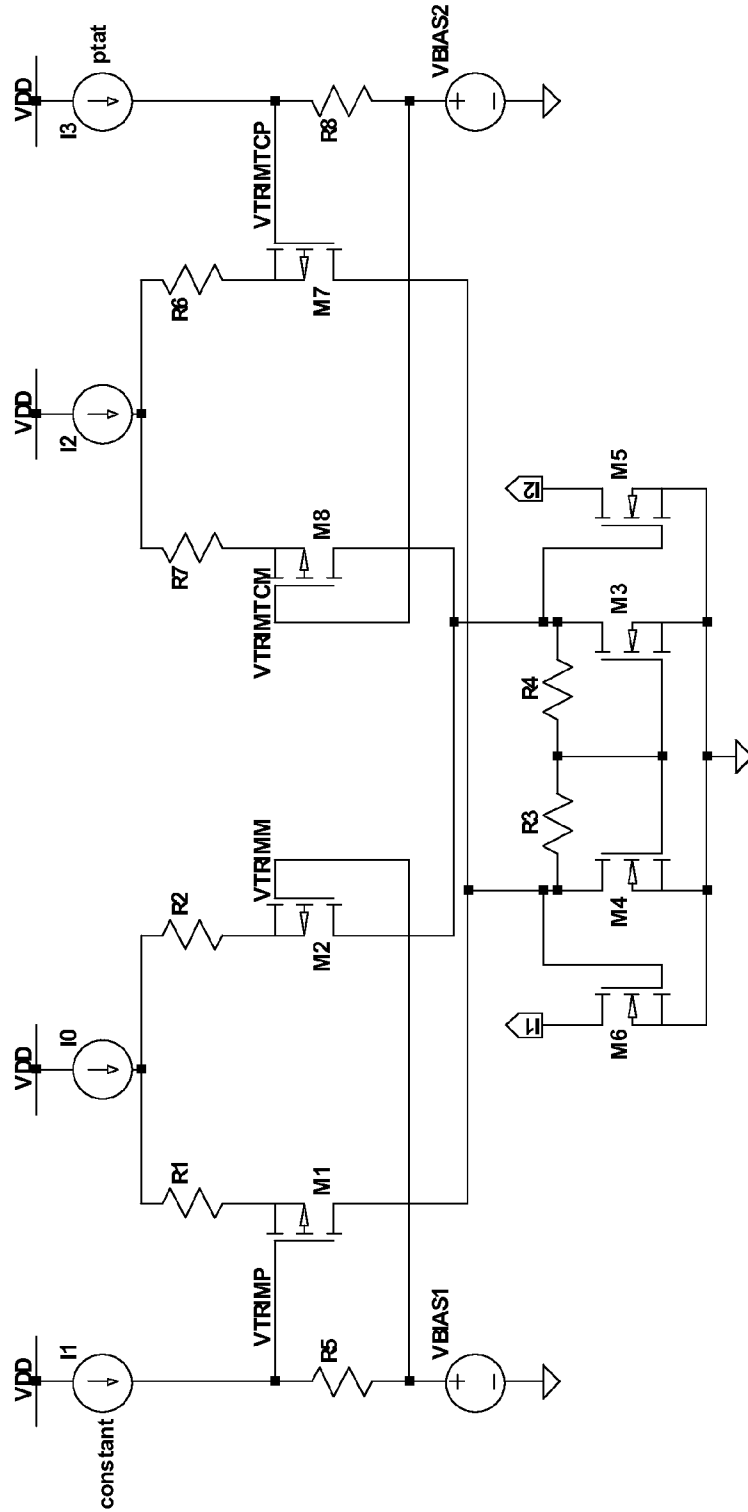 VDD
I1
constant
VDD
I0
VDD
I2
VDD
I3
ptat
R1
R2
R7
R6
VTRIMP
M1
M2
VTRIMM
VTRIMTCM
M8
M7
VTRIMTCP
R5
R8
VBIAS1
VBIAS2
R3
R4
I1
I2
M6
M4
M3
M5